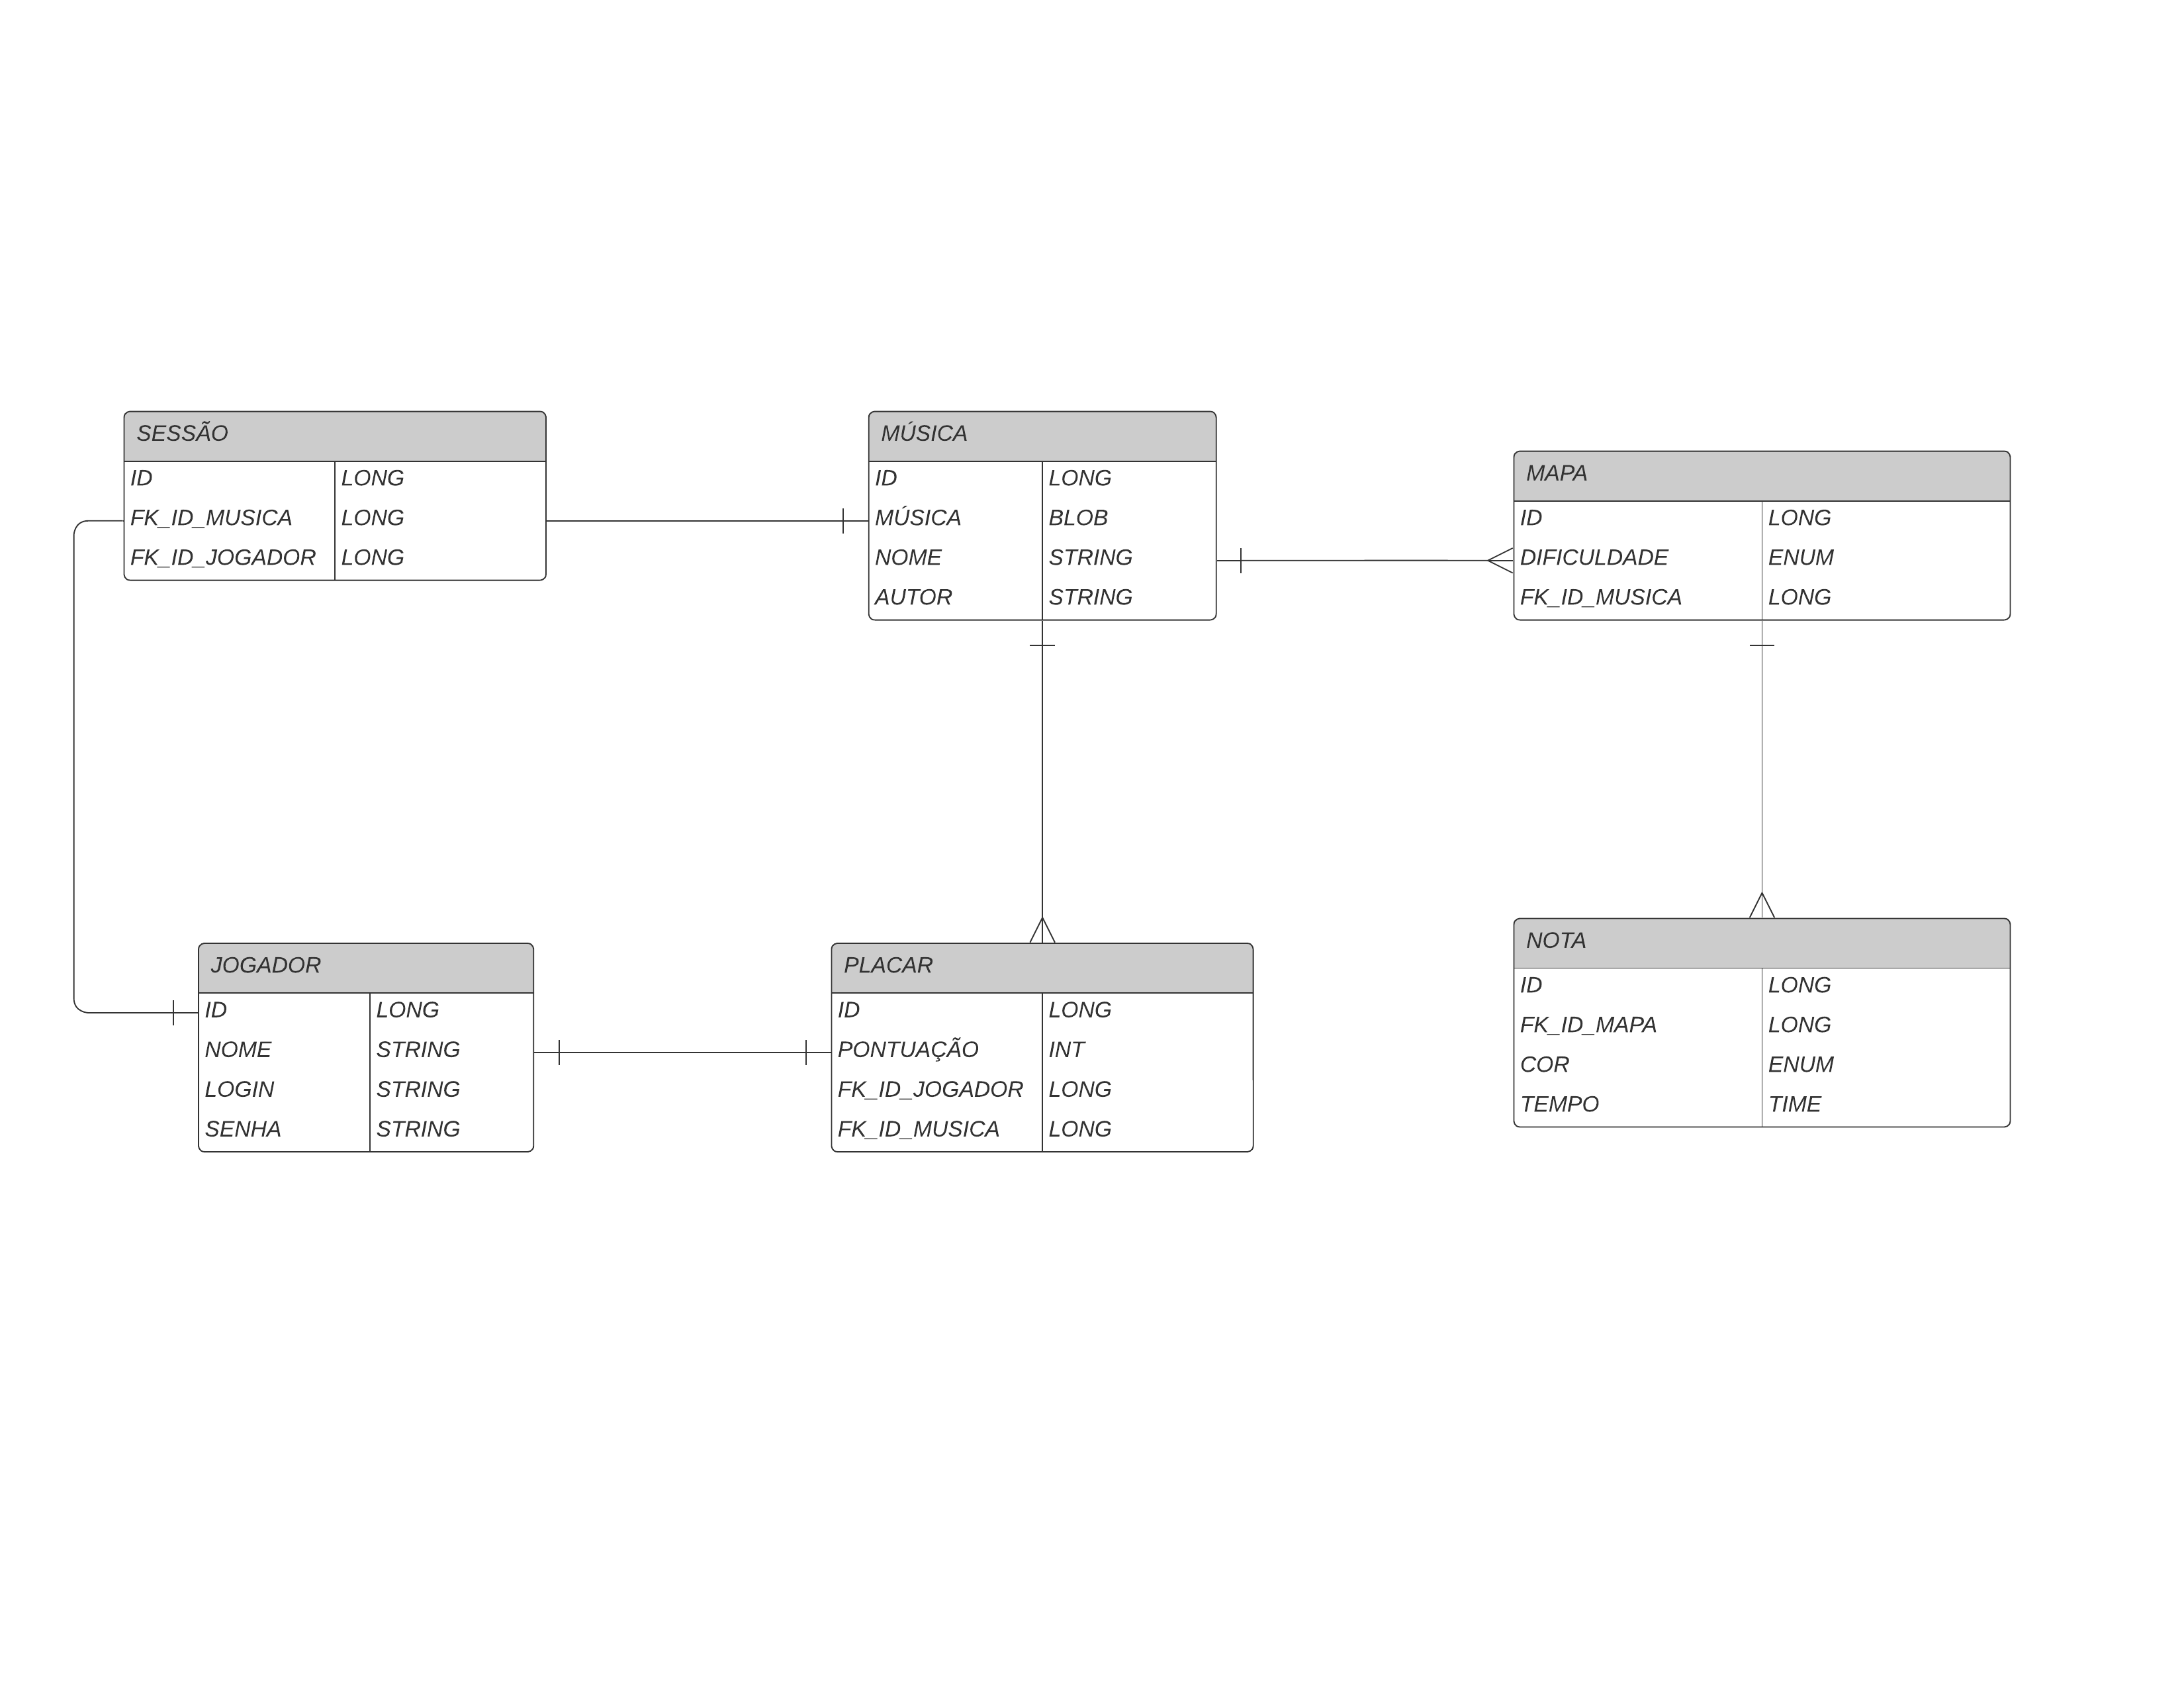 SESSÃO
ID LONG
FK_ID_MUSICA LONG
FK_ID_JOGADOR LONG
MÚSICA
ID LONG
MÚSICA BLOB
NOME STRING
AUTOR STRING
MAPA
ID LONG
DIFICULDADE ENUM
FK_ID_MUSICA LONG
JOGADOR
ID LONG
NOME STRING
LOGIN STRING
SENHA STRING
PLACAR
ID LONG
PONTUAÇÃO INT
FK_ID_JOGADOR LONG
FK_ID_MUSICA LONG
NOTA
ID LONG
FK_ID_MAPA LONG
COR ENUM
TEMPO TIME